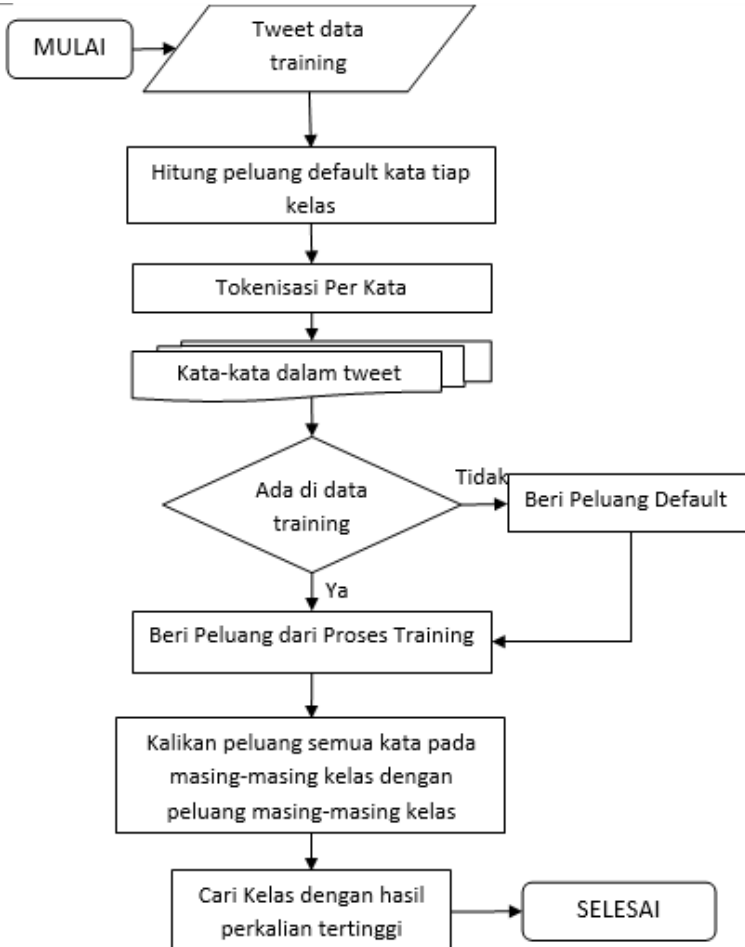 MULAI
Tweet data
training
Hitung peluang default kata tiap
kelas
Tokenisasi Per Kata
Kata-kata dalam tweet
Ada di data
training
Tidak
Beri Peluang Default
Ya
Beri Peluang dari Proses Training
Kalikan peluang semua kata pada
masing-masing kelas dengan
peluang masing-masing kelas
Cari Kelas dengan hasil
perkalian tertinggi
SELESAI